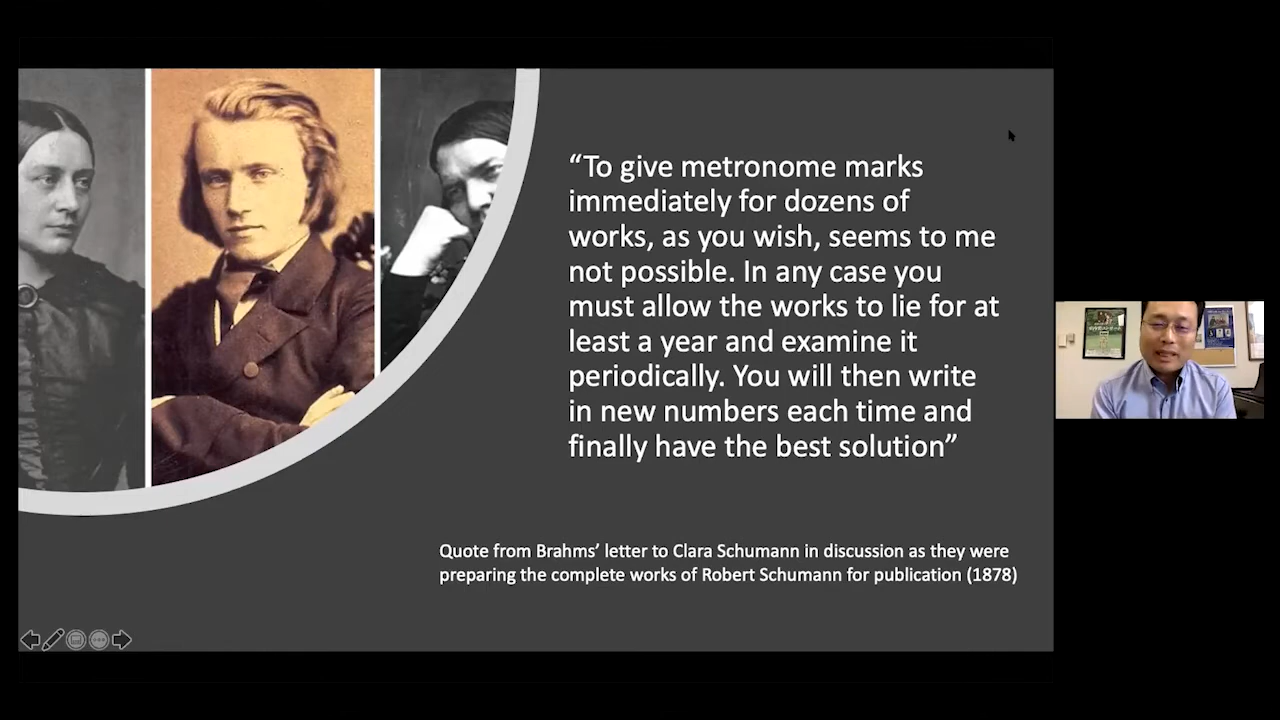 “To give metronome marks
immediately for dozens of
works, as you wish, seems to me
not possible. In any case you
must allow the works to lie for at
least a year and examine it
periodically. You will then write
in new numbers each time and
finally have the best solution”
Quote from Brahms’ letter to Clara Schumann in discussion as they were
preparing the complete works of Robert Schumann for publication (1878)